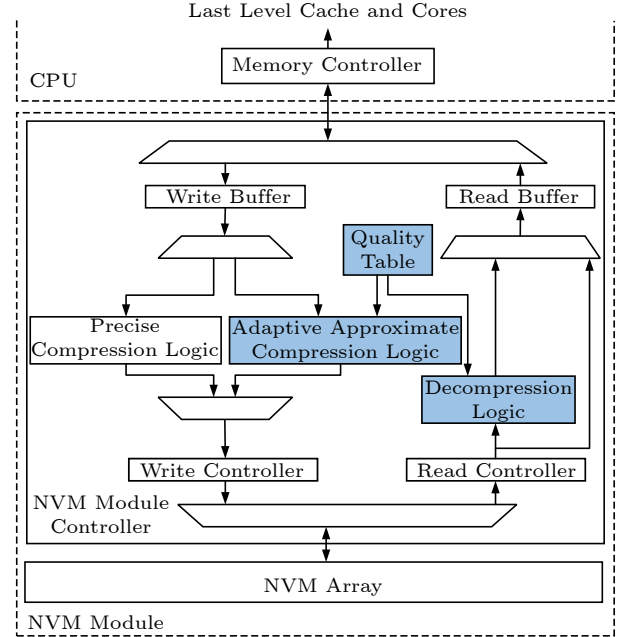 Last Level Cache and Cores
Memory Controller
CPU
Write Buffer
Read Buffer
Quality
Table
Precise
Compression Logic
Adaptive Approximate
Compression Logic
Decompression
Logic
Write Controller
Read Controller
NVM Module
Controller
NVM Array
NVM Module